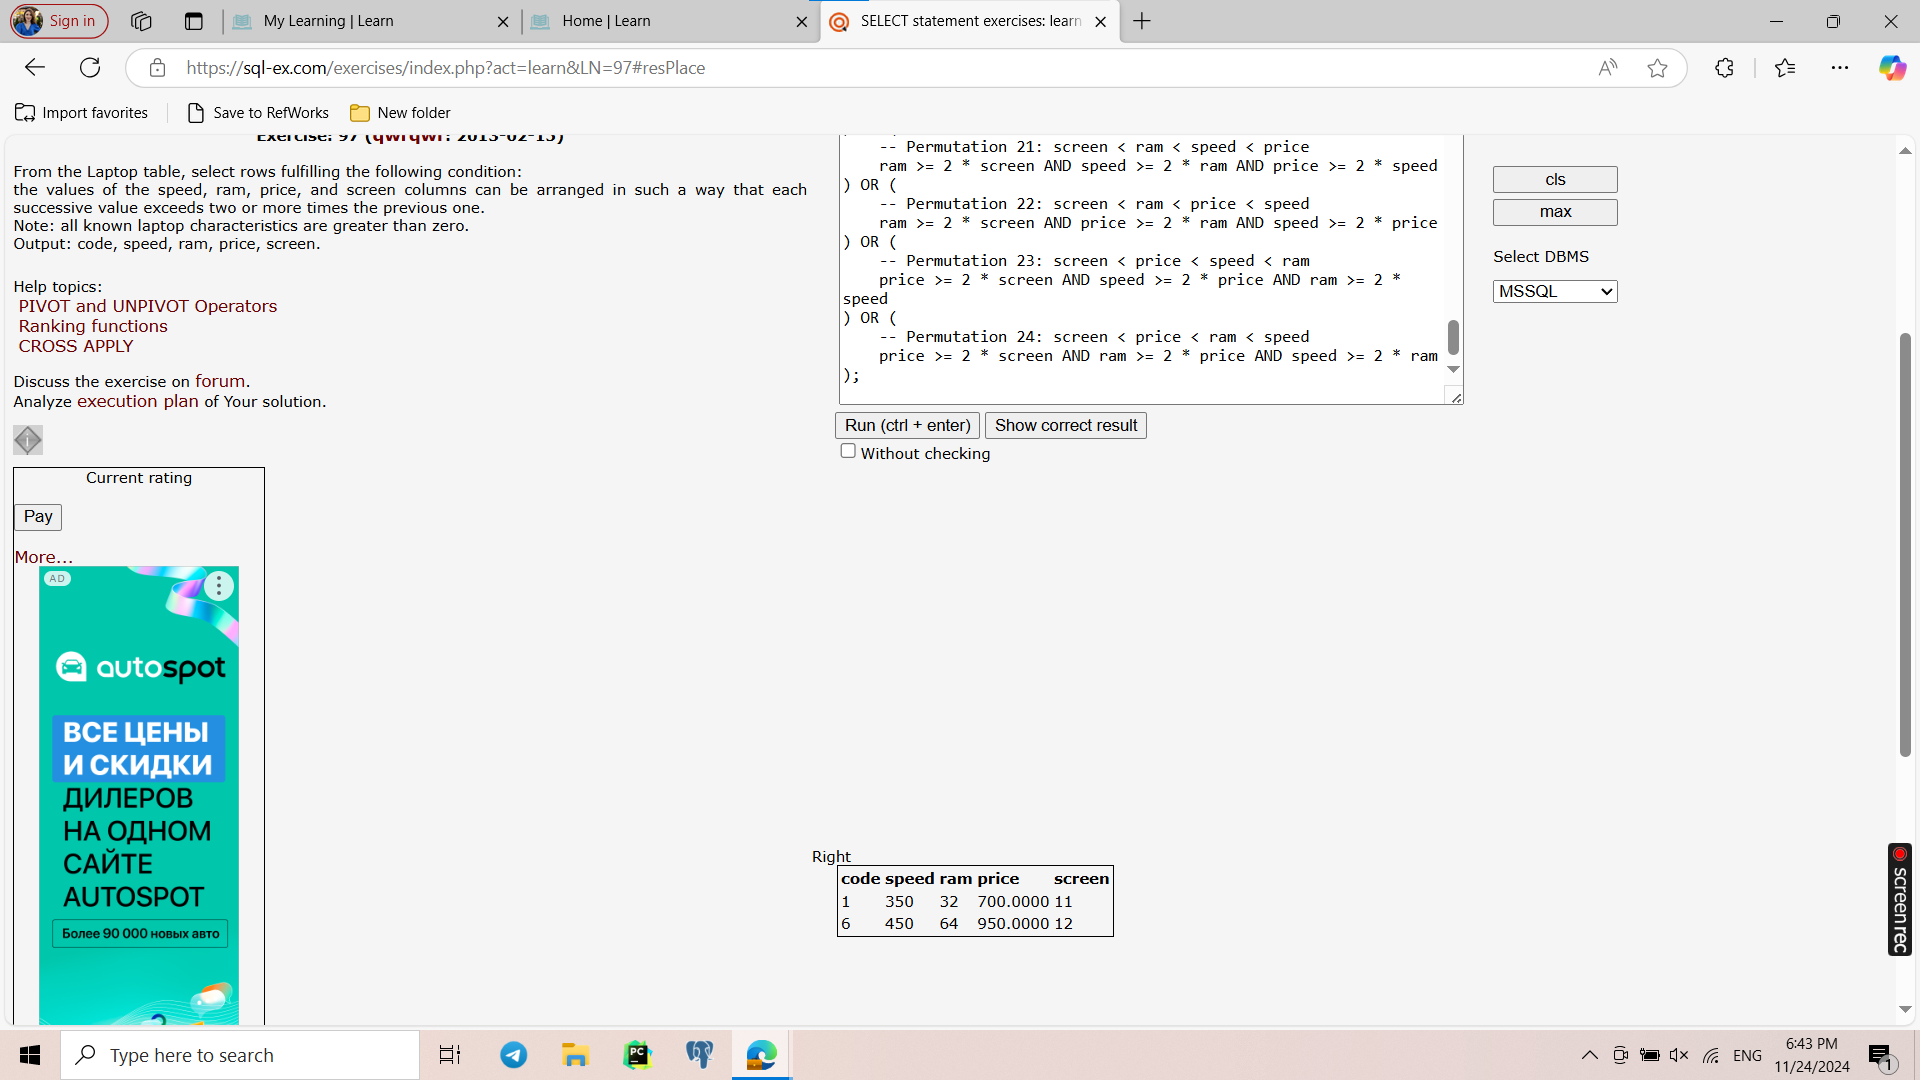 Sign in
My Learning | Learn
Home | Learn
SELECT statement exercises: learn
https://sql-ex.com/exercises/index.php?act=learn&LN=97#resPlace
Import favorites
Save to RefWorks
New folder
Exercise: 97 (qwrqwr: 2013-02-15)
From the Laptop table, select rows fulfilling the following condition:
the values of the speed, ram, price, and screen columns can be arranged in such a way that each
successive value exceeds two or more times the previous one.
Note: all known laptop characteristics are greater than zero.
Output: code, speed, ram, price, screen.
Help topics:
PIVOT and UNPIVOT Operators
Ranking functions
CROSS APPLY
Discuss the exercise on forum.
Analyze execution plan of Your solution.
-- Permutation 21: screen < ram < speed < price
ram >= 2 * screen AND speed >= 2 * ram AND price >= 2 * speed
) OR (
-- Permutation 22: screen < ram < price < speed
ram >= 2 * screen AND price >= 2 * ram AND speed >= 2 * price
) OR (
-- Permutation 23: screen < price < speed < ram
price >= 2 * screen AND speed >= 2 * price AND ram >= 2 *
speed
) OR (
-- Permutation 24: screen < price < ram < speed
price >= 2 * screen AND ram >= 2 * price AND speed >= 2 * ram
);
cls
max
Select DBMS
MSSQL
Run (ctrl + enter)
Show correct result
Without checking
Current rating
Pay
More...
AD
autospot
ВСЕ ЦЕНЫ
И СКИДКИ
ДИЛЕРОВ
НА ОДНОМ
САЙТЕ
AUTOSPOT
Более 90 000 новых авто
Right
code speed ram price screen
1 350 32 700.0000 11
6 450 64 950.0000 12
screenrec
Type here to search
PC
ENG
6:43 PM
11/24/2024
1